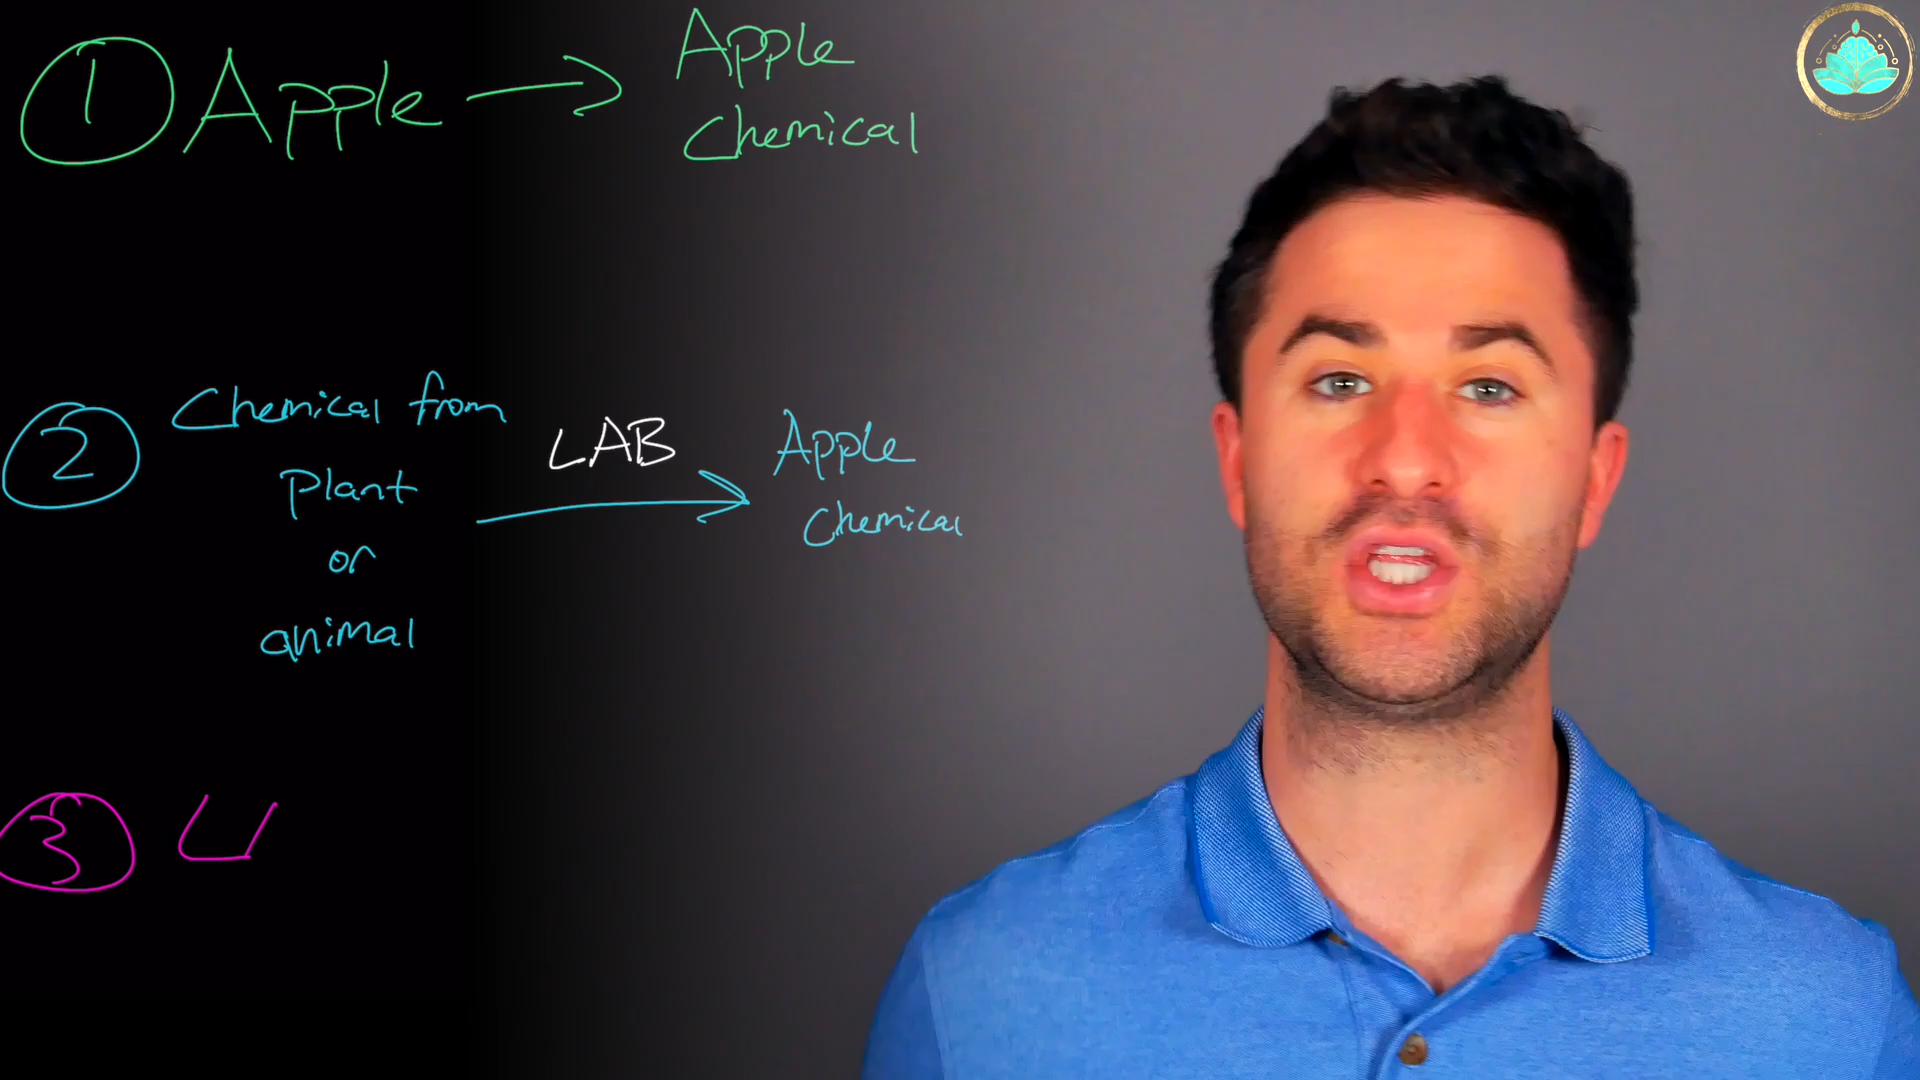 1 Apple → Apple
Chemical
2 Chemical from
Plant
or
animal
LAB
→
Apple
Chemical
3